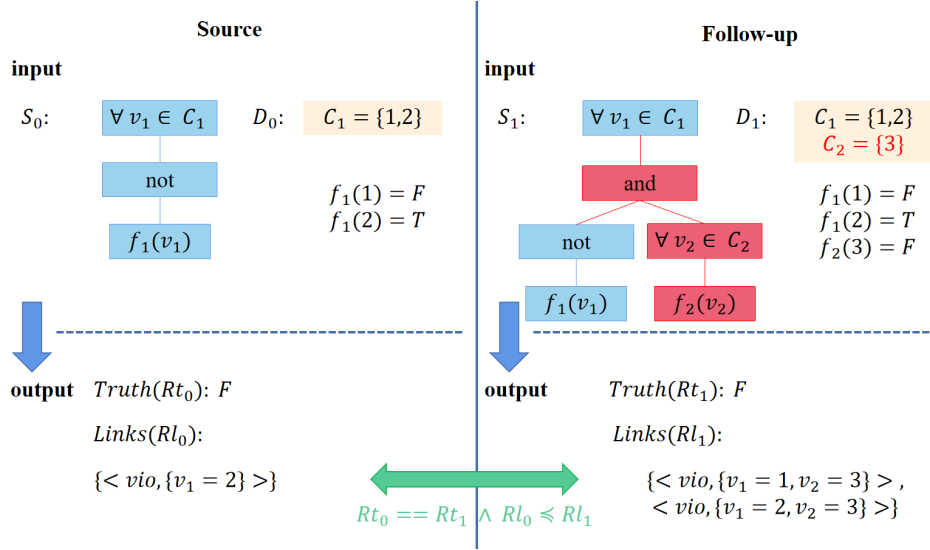 Source
input
S₀:
∀ v₁ ∈ C₁
not
f₁(v₁)
D₀:
C₁ = {1,2}
f₁(1) = F
f₁(2) = T
output
Truth(Rt₀): F
Links(Rl₀):
{< vio, {v₁ = 2} >}
Follow-up
input
S₁:
∀ v₁ ∈ C₁
and
not
∀ v₂ ∈ C₂
f₁(v₁)
f₂(v₂)
D₁:
C₁ = {1,2}
C₂ = {3}
f₁(1) = F
f₁(2) = T
f₂(3) = F
output
Truth(Rt₁): F
Links(Rl₁):
{< vio, {v₁ = 1, v₂ = 3} > ,
< vio, {v₁ = 2, v₂ = 3} >}
Rt₀ == Rt₁ ∧ Rl₀ ≼ Rl₁